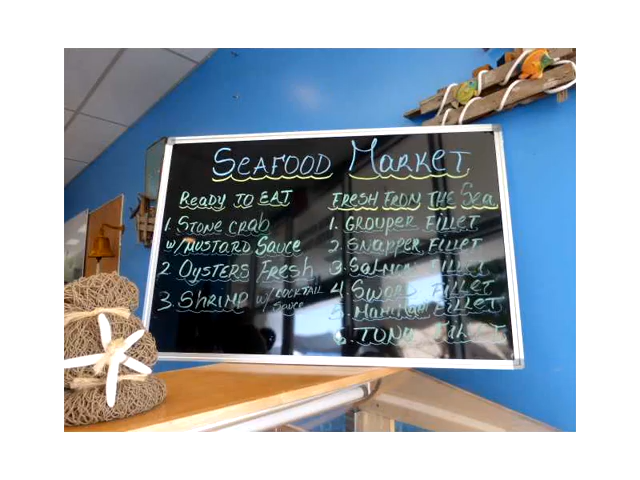 SEAFOOD MARKET
READY TO EAT
1. STONE CRAB
W/ MUSTARD SAUCE
2 OYSTERS FRESH
3. SHRIMP W/ COCKTAIL
SAUCE
FRESH FROM THE SEA
1. GROUPER FILLET
2. SNAPPER FILLET
3. SALMON FILLET
4. SWORD FILLET
5. FILLET
6. TUNA